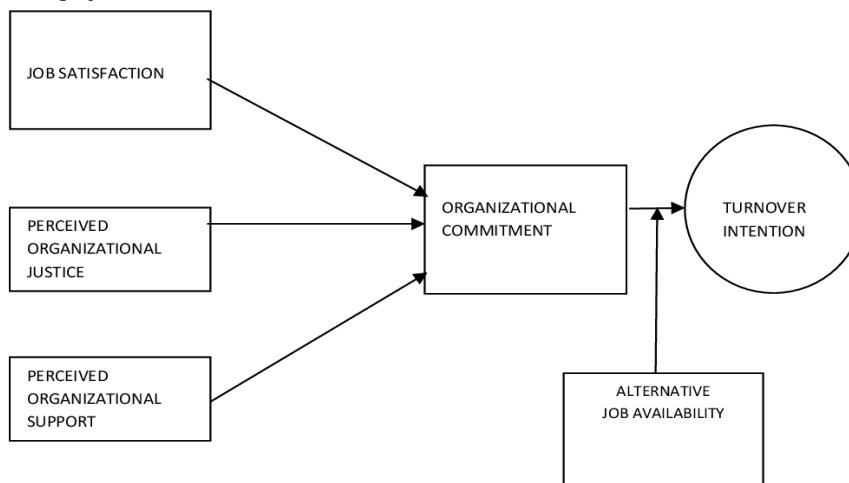 JOB SATISFACTION
PERCEIVED
ORGANIZATIONAL
JUSTICE
PERCEIVED
ORGANIZATIONAL
SUPPORT
ORGANIZATIONAL
COMMITMENT
TURNOVER
INTENTION
ALTERNATIVE
JOB AVAILABILITY